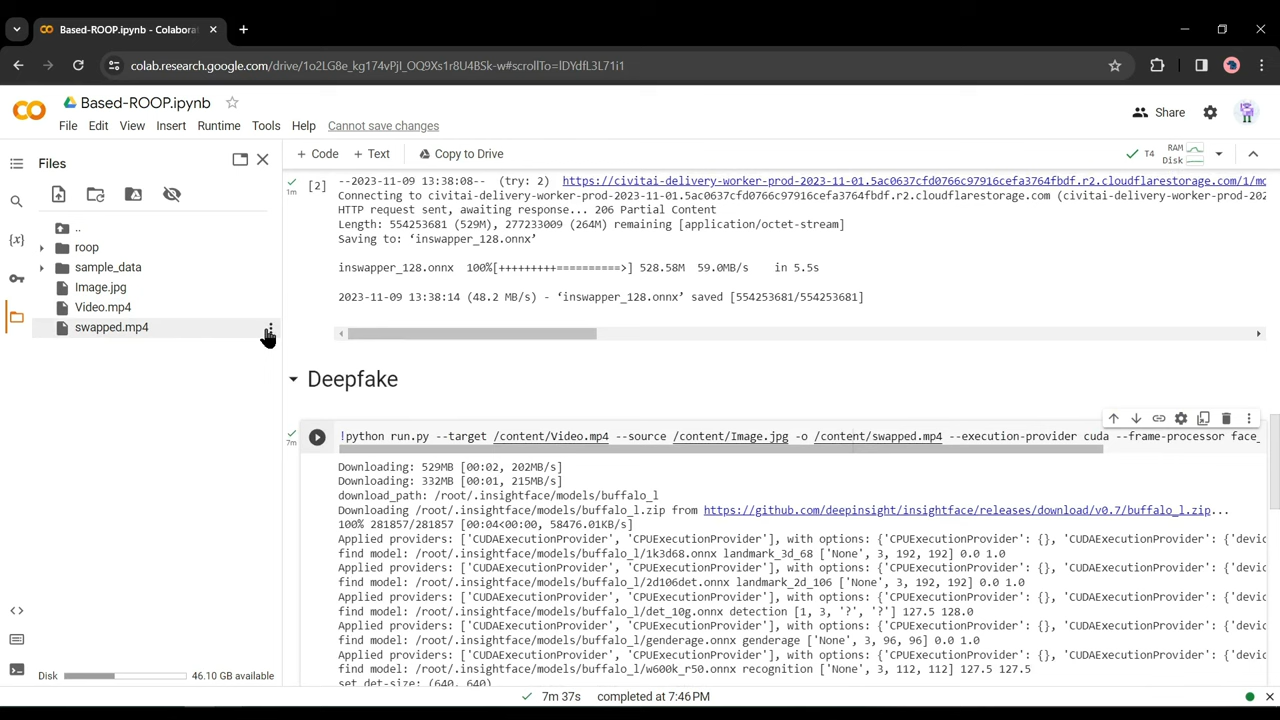 Based-ROOP.ipynb - Colabora
colab.research.google.com/drive/1o2LG8e_kg174vPjI_OQ9Xs1r8U4BSk-w#scrollTo=lDYdfL3L71i1
Based-ROOP.ipynb
Share
File Edit View Insert Runtime Tools Help Cannot save changes
Files
+ Code + Text Copy to Drive
T4 RAM
Disk
..
roop
sample_data
Image.jpg
Video.mp4
swapped.mp4
[2]
1m
--2023-11-09 13:38:08-- (try: 2) https://civitai-delivery-worker-prod-2023-11-01.5ac0637cfd0766c97916cefa3764fbdf.r2.cloudflarestorage.com/1/mo
Connecting to civitai-delivery-worker-prod-2023-11-01.5ac0637cfd0766c97916cefa3764fbdf.r2.cloudflarestorage.com (civitai-delivery-worker-prod-202
HTTP request sent, awaiting response... 206 Partial Content
Length: 554253681 (529M), 277233009 (264M) remaining [application/octet-stream]
Saving to: ‘inswapper_128.onnx’
inswapper_128.onnx 100%[+++++++++==========>] 528.58M 59.0MB/s in 5.5s
2023-11-09 13:38:14 (48.2 MB/s) - ‘inswapper_128.onnx’ saved [554253681/554253681]
Deepfake
7m
!python run.py --target /content/Video.mp4 --source /content/Image.jpg -o /content/swapped.mp4 --execution-provider cuda --frame-processor face_
Downloading: 529MB [00:02, 202MB/s]
Downloading: 332MB [00:01, 215MB/s]
download_path: /root/.insightface/models/buffalo_l
Downloading /root/.insightface/models/buffalo_l.zip from https://github.com/deepinsight/insightface/releases/download/v0.7/buffalo_l.zip...
100% 281857/281857 [00:04<00:00, 58476.01KB/s]
Applied providers: ['CUDAExecutionProvider', 'CPUExecutionProvider'], with options: {'CPUExecutionProvider': {}, 'CUDAExecutionProvider': {'devic
find model: /root/.insightface/models/buffalo_l/1k3d68.onnx landmark_3d_68 ['None', 3, 192, 192] 0.0 1.0
Applied providers: ['CUDAExecutionProvider', 'CPUExecutionProvider'], with options: {'CPUExecutionProvider': {}, 'CUDAExecutionProvider': {'devic
find model: /root/.insightface/models/buffalo_l/2d106det.onnx landmark_2d_106 ['None', 3, 192, 192] 0.0 1.0
Applied providers: ['CUDAExecutionProvider', 'CPUExecutionProvider'], with options: {'CPUExecutionProvider': {}, 'CUDAExecutionProvider': {'devic
find model: /root/.insightface/models/buffalo_l/det_10g.onnx detection [1, 3, '?', '?'] 127.5 128.0
Applied providers: ['CUDAExecutionProvider', 'CPUExecutionProvider'], with options: {'CPUExecutionProvider': {}, 'CUDAExecutionProvider': {'devic
find model: /root/.insightface/models/buffalo_l/genderage.onnx genderage ['None', 3, 96, 96] 0.0 1.0
Applied providers: ['CUDAExecutionProvider', 'CPUExecutionProvider'], with options: {'CPUExecutionProvider': {}, 'CUDAExecutionProvider': {'devic
find model: /root/.insightface/models/buffalo_l/w600k_r50.onnx recognition ['None', 3, 112, 112] 127.5 127.5
set det-size: (640, 640)
Disk 46.10 GB available
7m 37s completed at 7:46PM